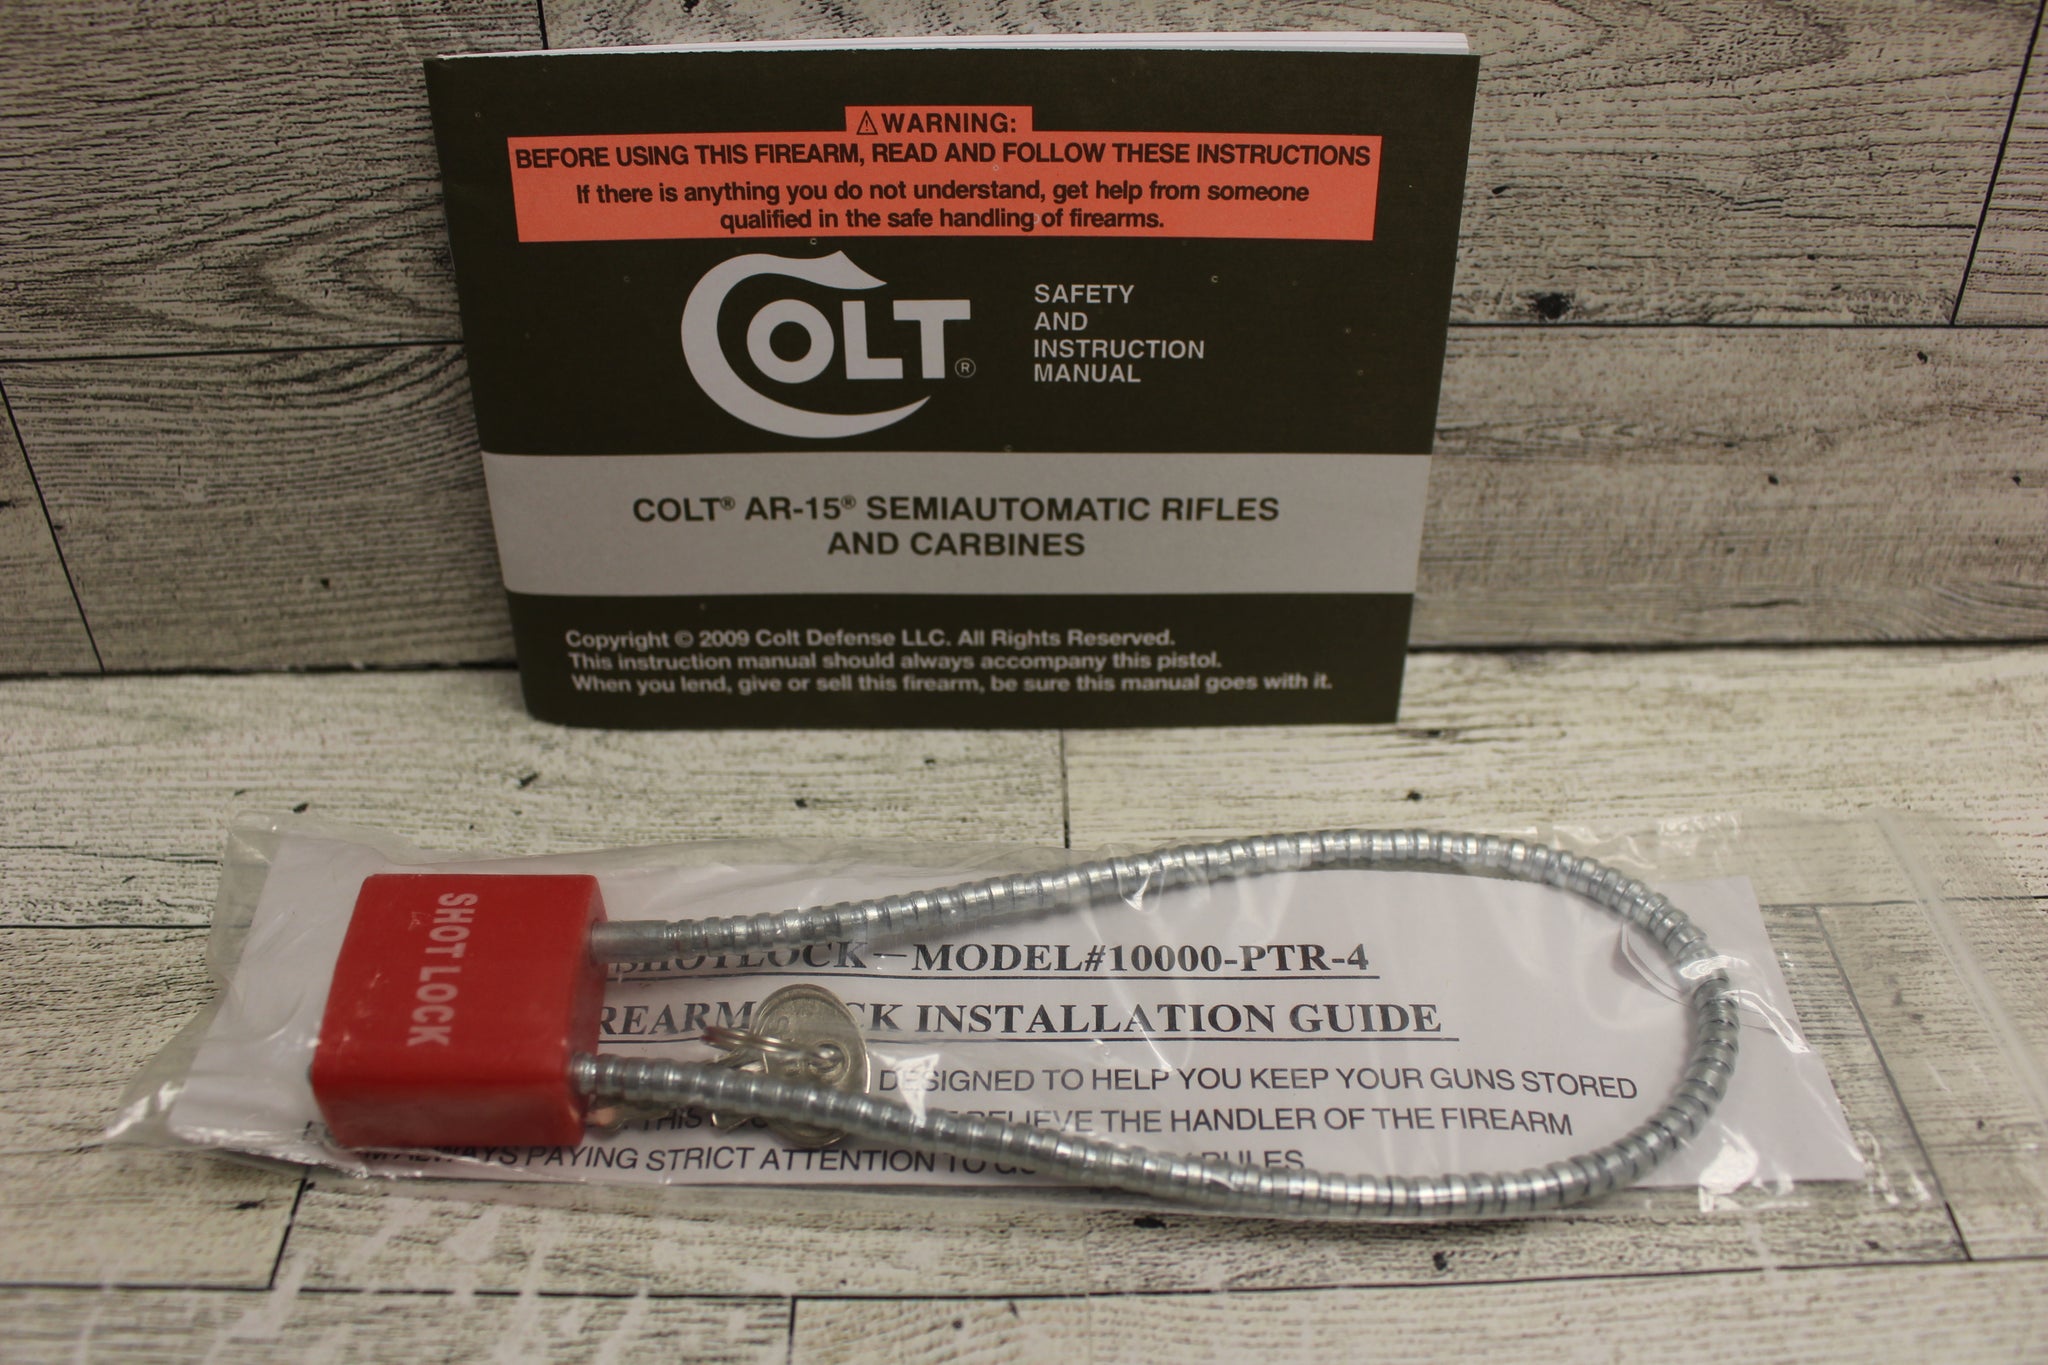 WARNING:
BEFORE USING THIS FIREARM, READ AND FOLLOW THESE INSTRUCTIONS
If there is anything you do not understand, get help from someone
qualified in the safe handling of firearms.
COLT®
SAFETY
AND
INSTRUCTION
MANUAL
COLT® AR-15® SEMIAUTOMATIC RIFLES
AND CARBINES
Copyright © 2009 Colt Defense LLC. All Rights Reserved.
This instruction manual should always accompany this pistol.
When you lend, give or sell this firearm, be sure this manual goes with it.
SHOT LOCK
SHOTLOCK—MODEL#10000-PTR-4
INSTALLATION GUIDE
DESIGNED TO HELP YOU KEEP YOUR GUNS STORED
THIS RELIEVE THE HANDLER OF THE FIREARM
ALWAYS PAYING STRICT ATTENTION TO RULES